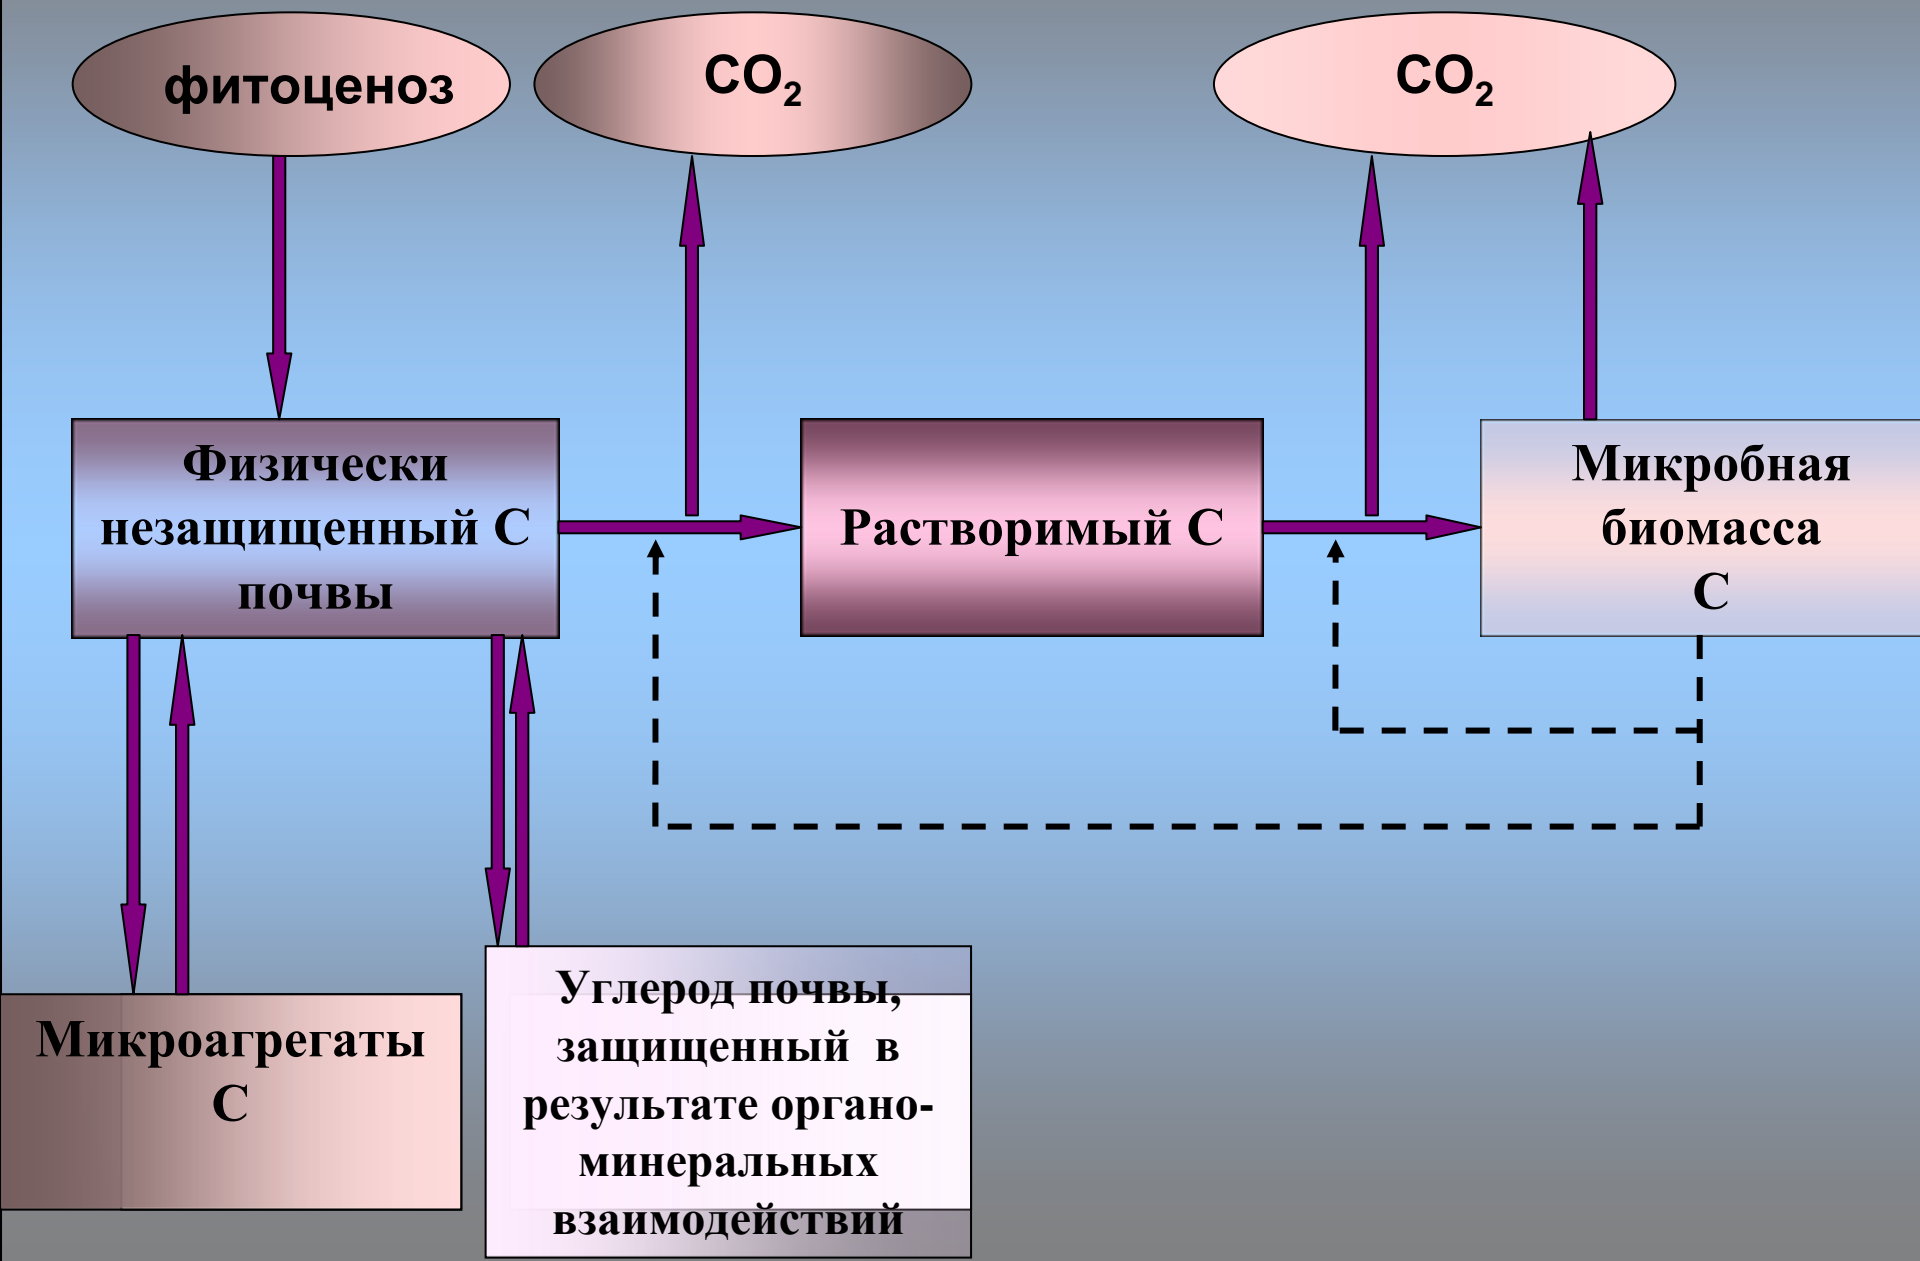 фитоценоз
CO2
CO2
Физически
незащищенный С
почвы
Растворимый С
Микробная
биомасса
С
Микроагрегаты
С
Углерод почвы,
защищенный в
результате органо-
минеральных
взаимодействий